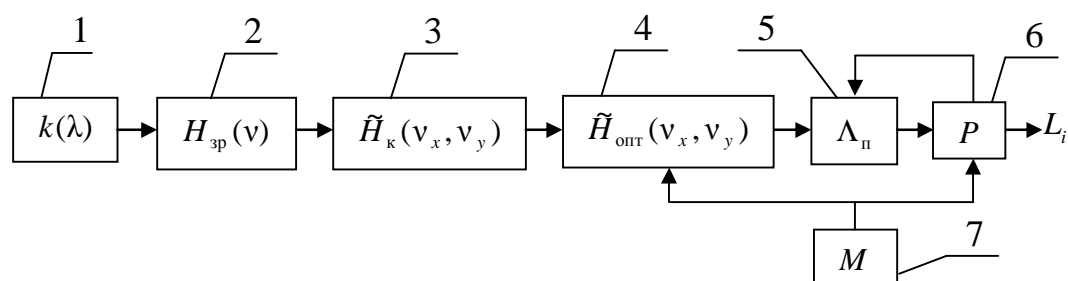 1 2 3 4 5 6
k(λ) H_зр(ν) H̃_к(ν_x, ν_y) H̃_опт(ν_x, ν_y) Λ_п P L_i
M 7